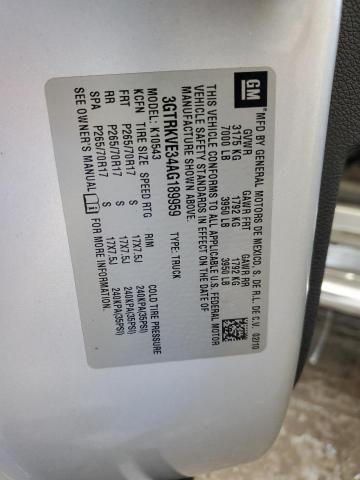 GM
MFD BY GENERAL MOTORS DE MEXICO, S. DE R.L. DE C.V. 02/10
GVWR GAWR FRT GAWR RR
3175 KG 1792 KG 1792 KG
7000 LB 3950 LB 3950 LB
THIS VEHICLE CONFORMS TO ALL APPLICABLE U.S. FEDERAL MOTOR
VEHICLE SAFETY STANDARDS IN EFFECT ON THE DATE OF
MANUFACTURE SHOWN ABOVE.
3GTRKVE34AG118959 TYPE: TRUCK
MODEL: K110543
KCFN TIRE SIZE SPEED RTG RIM COLD TIRE PRESSURE
FRT P265/70R17 S 17X7.5J 240KPA(35PSI)
RR P265/70R17 S 17X7.5J 240KPA(35PSI)
SPA P265/70R17 S 17X7.5J 240KPA(35PSI)
SEE OWNER'S MANUAL FOR MORE INFORMATION.